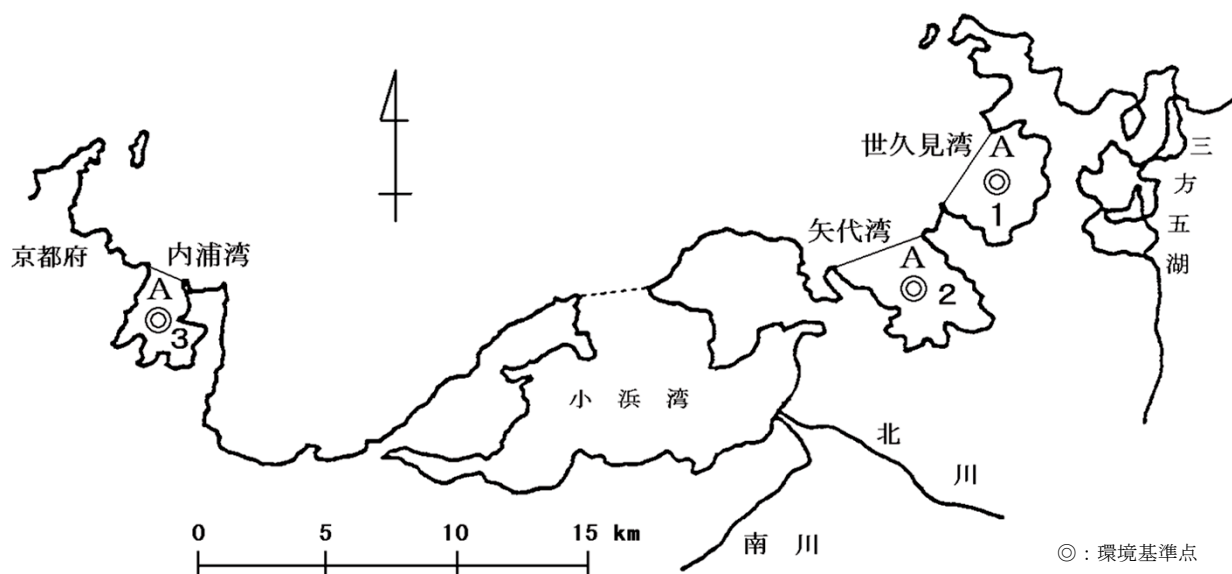 世久見湾
A
1
三方五湖
矢代湾
A
2
京都府
内浦湾
A
3
小浜湾
北川
南川
0 5 10 15 km
◎：環境基準点